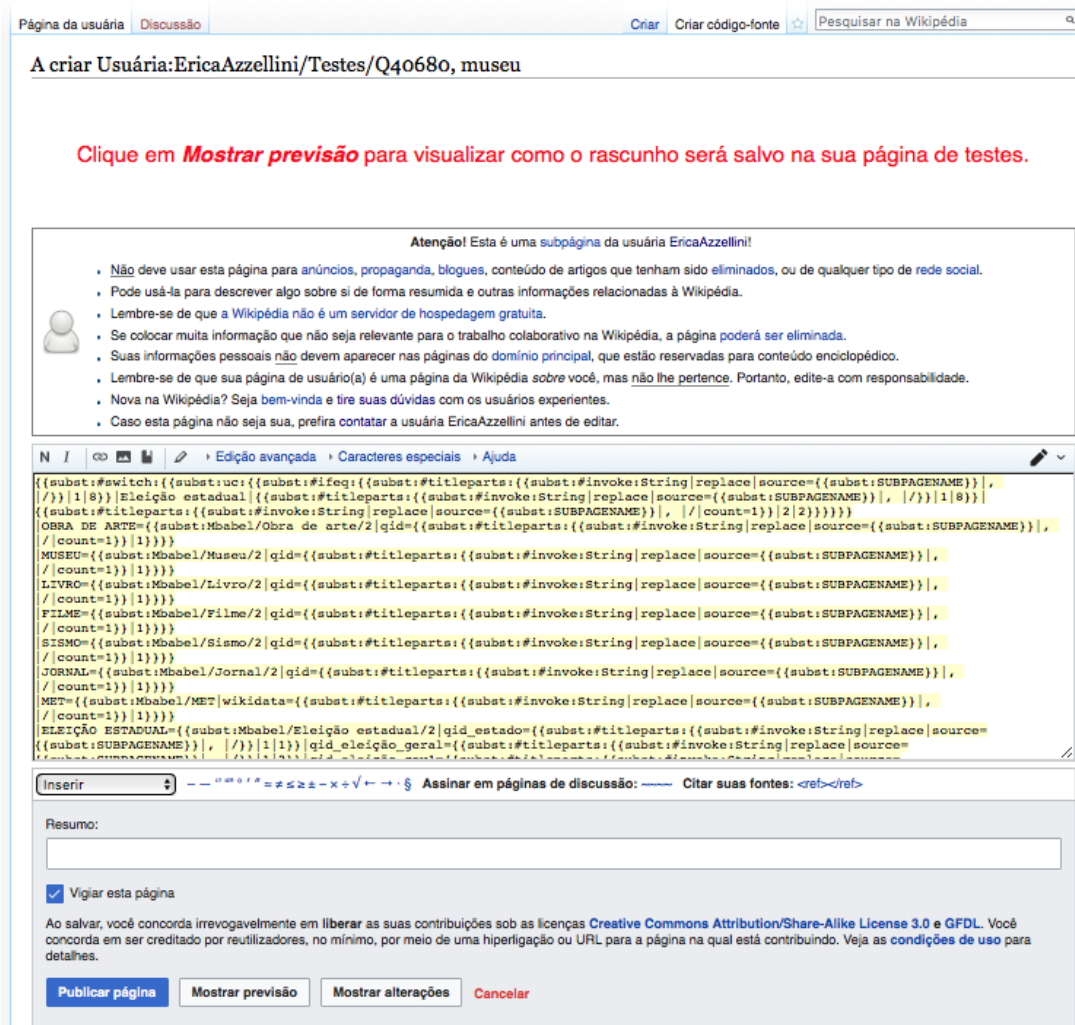 Página da usuária Discussão Criar Criar código-fonte Pesquisar na Wikipédia
A criar Usuária:EricaAzzellini/Testes/Q40680, museu
Clique em Mostrar previsão para visualizar como o rascunho será salvo na sua página de testes.
Atenção! Esta é uma subpágina da usuária EricaAzzellini!
Não deve usar esta página para anúncios, propaganda, blogues, conteúdo de artigos que tenham sido eliminados, ou de qualquer tipo de rede social.
Pode usá-la para descrever algo sobre si de forma resumida e outras informações relacionadas à Wikipédia.
Lembre-se de que a Wikipédia não é um servidor de hospedagem gratuita.
Se colocar muita informação que não seja relevante para o trabalho colaborativo na Wikipédia, a página poderá ser eliminada.
Suas informações pessoais não devem aparecer nas páginas do domínio principal, que estão reservadas para conteúdo enciclopédico.
Lembre-se de que sua página de usuário(a) é uma página da Wikipédia sobre você, mas não lhe pertence. Portanto, edite-a com responsabilidade.
Nova na Wikipédia? Seja bem-vinda e tire suas dúvidas com os usuários experientes.
Caso esta página não seja sua, prefira contatar a usuária EricaAzzellini antes de editar.
N I Edição avançada Caracteres especiais Ajuda
{{subst:#switch:{{subst:uc:{{subst:#ifeq:{{subst:#titleparts:{{subst:#invoke:String|replace|source={{subst:SUBPAGENAME}}|,
|/}}|1|8}}|Eleição estadual|{{subst:#titleparts:{{subst:#invoke:String|replace|source={{subst:SUBPAGENAME}}|, |/}}|1|8}}|
{{subst:#titleparts:{{subst:#invoke:String|replace|source={{subst:SUBPAGENAME}}|, |/|count=1}}|2|2}}}}}}
|OBRA DE ARTE={{subst:Mbabel/Obra de arte/2|qid={{subst:#titleparts:{{subst:#invoke:String|replace|source={{subst:SUBPAGENAME}}|,
|/|count=1}}|1}}}}
|MUSEU={{subst:Mbabel/Museu/2|qid={{subst:#titleparts:{{subst:#invoke:String|replace|source={{subst:SUBPAGENAME}}|,
|/|count=1}}|1}}}}
|LIVRO={{subst:Mbabel/Livro/2|qid={{subst:#titleparts:{{subst:#invoke:String|replace|source={{subst:SUBPAGENAME}}|,
|/|count=1}}|1}}}}
|FILME={{subst:Mbabel/Filme/2|qid={{subst:#titleparts:{{subst:#invoke:String|replace|source={{subst:SUBPAGENAME}}|,
|/|count=1}}|1}}}}
|SISMO={{subst:Mbabel/Sismo/2|qid={{subst:#titleparts:{{subst:#invoke:String|replace|source={{subst:SUBPAGENAME}}|,
|/|count=1}}|1}}}}
|JORNAL={{subst:Mbabel/Jornal/2|qid={{subst:#titleparts:{{subst:#invoke:String|replace|source={{subst:SUBPAGENAME}}|,
|/|count=1}}|1}}}}
|MET={{subst:Mbabel/MET|wikidata={{subst:#titleparts:{{subst:#invoke:String|replace|source={{subst:SUBPAGENAME}}|,
|/|count=1}}|1}}}}
|ELEIÇÃO ESTADUAL={{subst:Mbabel/Eleição estadual/2|qid_estado={{subst:#titleparts:{{subst:#invoke:String|replace|source=
{{subst:SUBPAGENAME}}|, |/}}|1|1}}|qid_eleição_geral={{subst:#titleparts:{{subst:#invoke:String|replace|source=
Inserir ≈ ≠ ≤ ≥ ± − × ÷ √ ← → · § Assinar em páginas de discussão: ~~~~ Citar suas fontes: <ref></ref>
Resumo:
Vigiar esta página
Ao salvar, você concorda irrevogavelmente em liberar as suas contribuições sob as licenças Creative Commons Attribution/Share-Alike License 3.0 e GFDL. Você
concorda em ser creditado por reutilizadores, no mínimo, por meio de uma hiperligação ou URL para a página na qual está contribuindo. Veja as condições de uso para
detalhes.
Publicar página Mostrar previsão Mostrar alterações Cancelar